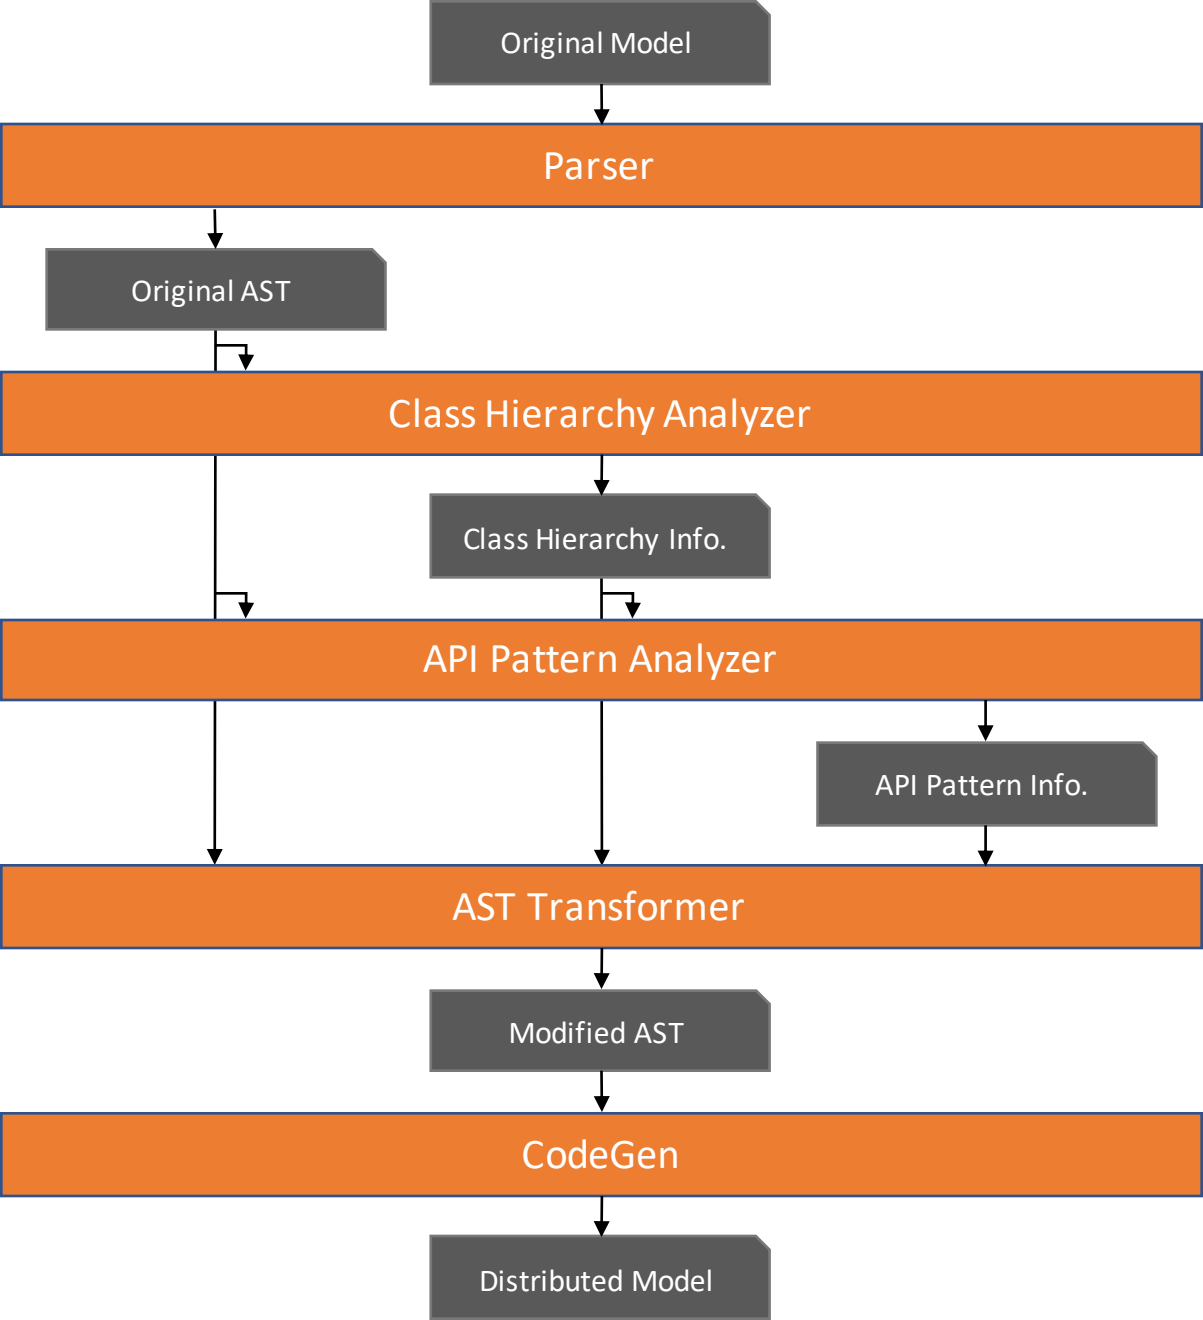 Original Model
Parser
Original AST
Class Hierarchy Analyzer
Class Hierarchy Info.
API Pattern Analyzer
API Pattern Info.
AST Transformer
Modified AST
CodeGen
Distributed Model